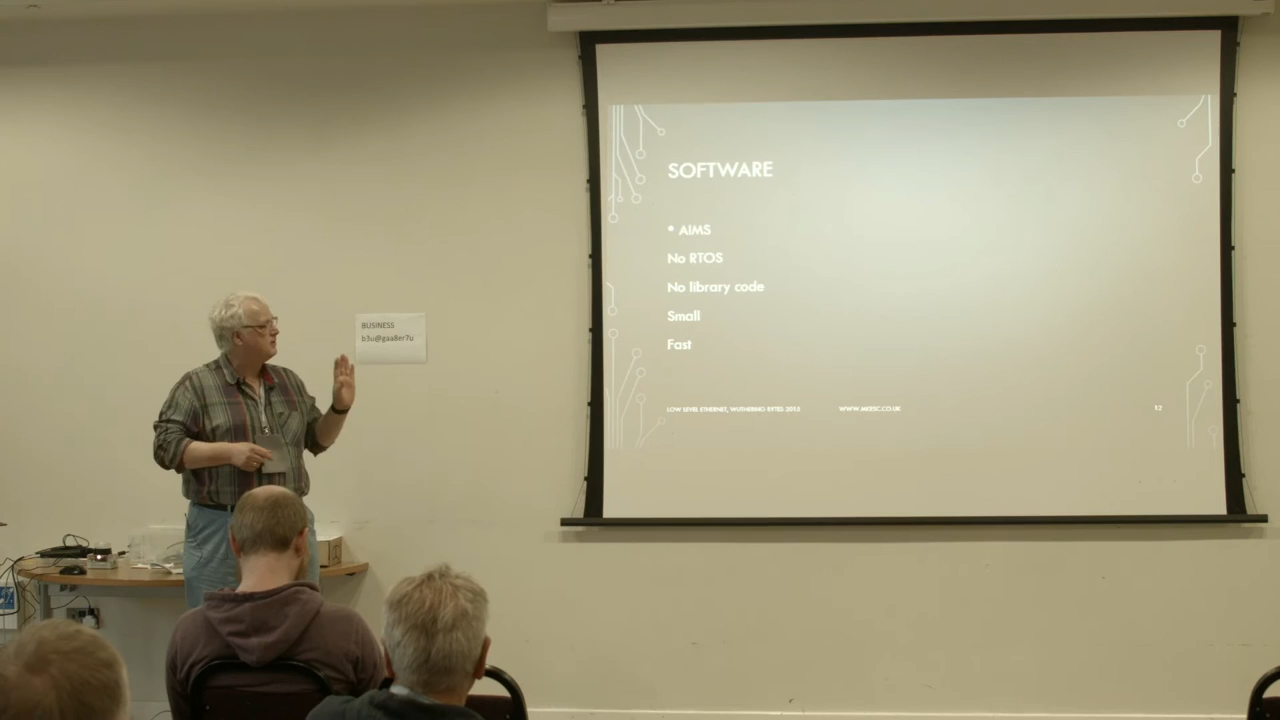 SOFTWARE
• AIMS
No RTOS
No library code
Small
Fast
LOW LEVEL ETHERNET, WUTHERING BYTES 2015
WWW.MCESC.CO.UK
12
BUSINESS
b3u@gaa8er7u